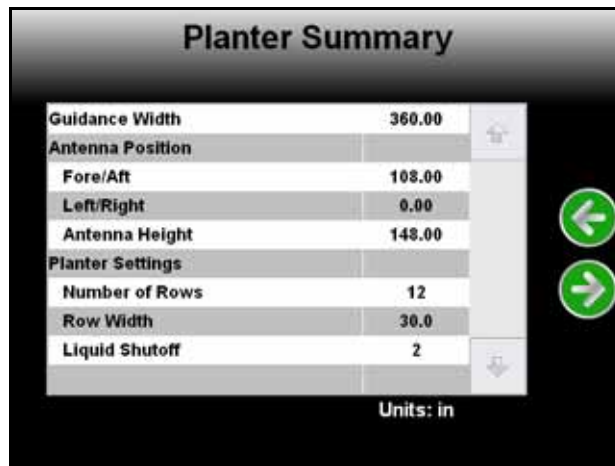 Planter Summary
Guidance Width 360.00
Antenna Position
Fore/Aft 108.00
Left/Right 0.00
Antenna Height 148.00
Planter Settings
Number of Rows 12
Row Width 30.0
Liquid Shutoff 2
Units: in